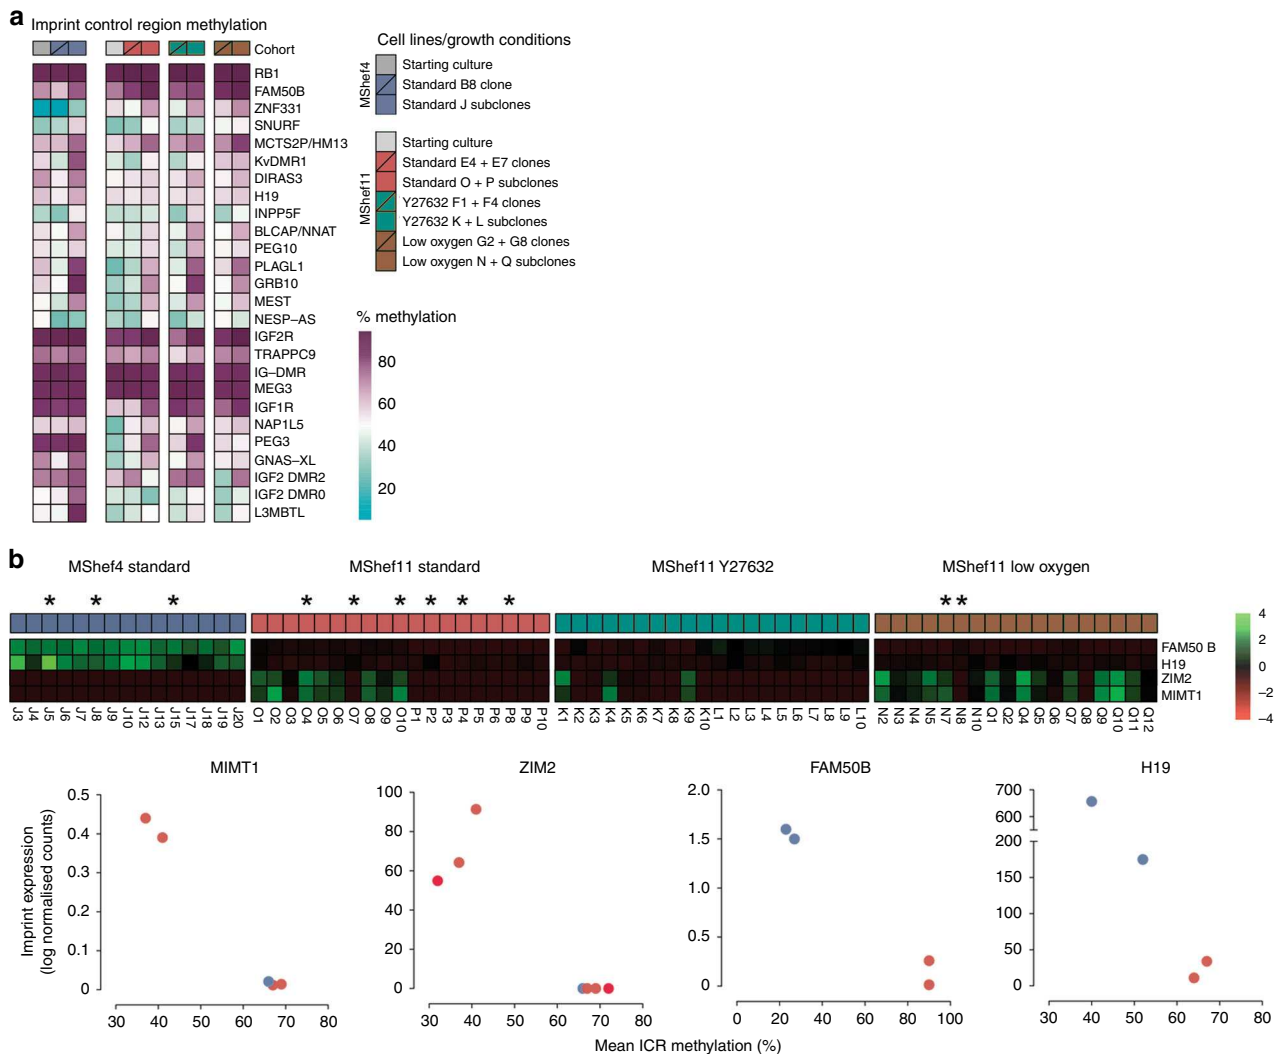 a
Imprint control region methylation
Cohort
RB1
FAM50B
ZNF331
SNURF
MCTS2P/HM13
KvDMR1
DIRAS3
H19
INPP5F
BLCAP/NNAT
PEG10
PLAGL1
GRB10
MEST
NESP–AS
IGF2R
TRAPPC9
IG–DMR
MEG3
IGF1R
NAP1L5
PEG3
GNAS–XL
IGF2 DMR2
IGF2 DMR0
L3MBTL
Cell lines/growth conditions
MShef4
Starting culture
Standard B8 clone
Standard J subclones
MShef11
Starting culture
Standard E4 + E7 clones
Standard O + P subclones
Y27632 F1 + F4 clones
Y27632 K + L subclones
Low oxygen G2 + G8 clones
Low oxygen N + Q subclones
% methylation
80
60
40
20
b
MShef4 standard
MShef11 standard
MShef11 Y27632
MShef11 low oxygen
* * *
* * * * * *
* *
FAM50 B
H19
ZIM2
MIMT1
4
2
0
–2
–4
J3 J4 J5 J6 J7 J8 J9 J10 J12 J13 J15 J17 J18 J19 J20
O1 O2 O3 O4 O5 O6 O7 O8 O9 O10 P1 P2 P3 P4 P5 P6 P8 P9 P10
K1 K2 K3 K4 K5 K6 K7 K8 K9 K10 L1 L2 L3 L4 L5 L6 L7 L8 L9 L10
N2 N3 N4 N5 N7 N8 N10 Q1 Q2 Q4 Q5 Q6 Q7 Q8 Q9 Q10 Q11 Q12
MIMT1
ZIM2
FAM50B
H19
Imprint expression
(log normalised counts)
0.5
0.4
0.3
0.2
0.1
0
30 40 50 60 70 80
100
80
60
40
20
0
30 40 50 60 70 80
2.0
1.5
1.0
0.5
0
0 20 40 60 80 100
700
600
200
150
100
50
0
30 40 50 60 70 80
Mean ICR methylation (%)